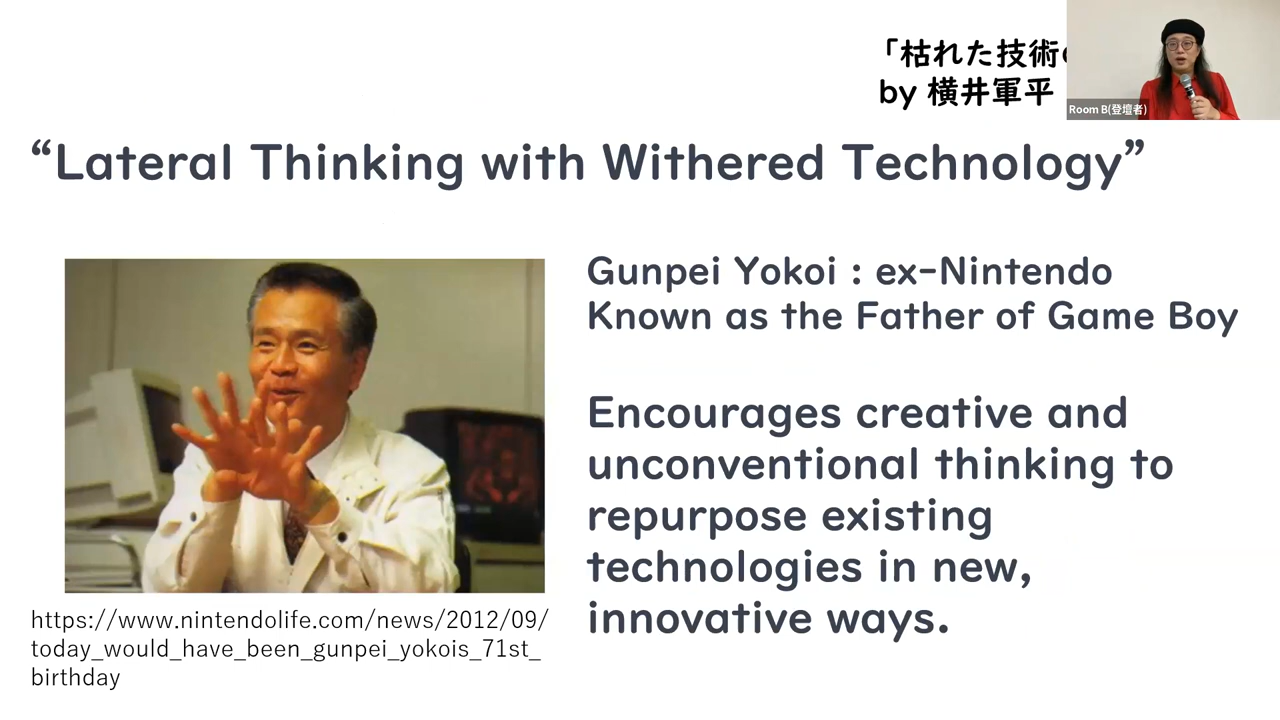 「枯れた技術
by 横井軍平
Room B(登壇者)
“Lateral Thinking with Withered Technology”
Gunpei Yokoi : ex-Nintendo
Known as the Father of Game Boy
Encourages creative and
unconventional thinking to
repurpose existing
technologies in new,
innovative ways.
https://www.nintendolife.com/news/2012/09/
today_would_have_been_gunpei_yokois_71st_
birthday